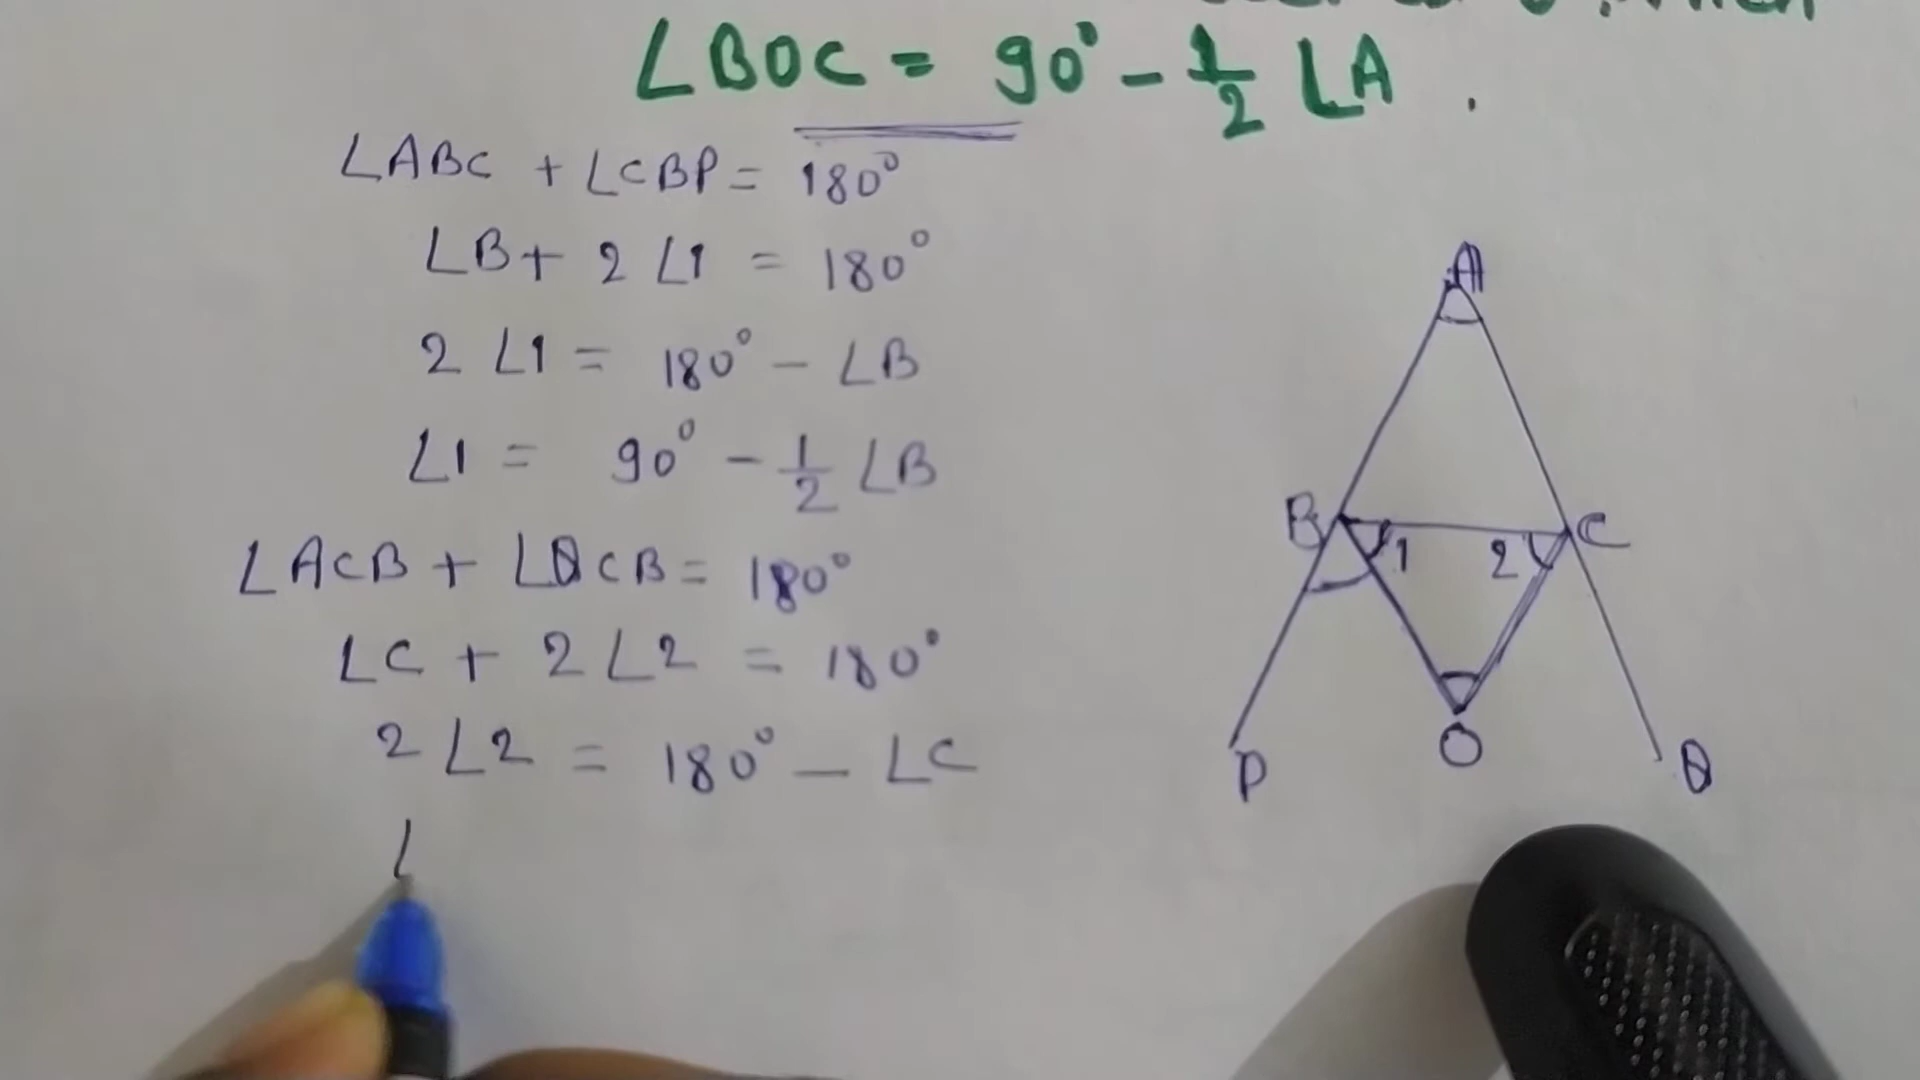 ∠BOC = 90° - 1/2 ∠A .
∠ABC + ∠CBP = 180°
∠B + 2 ∠1 = 180°
2 ∠1 = 180° - ∠B
∠1 = 90° - 1/2 ∠B
∠ACB + ∠QCB = 180°
∠C + 2 ∠2 = 180°
2 ∠2 = 180° - ∠C
∠
A
B
C
1
2
P
O
Q